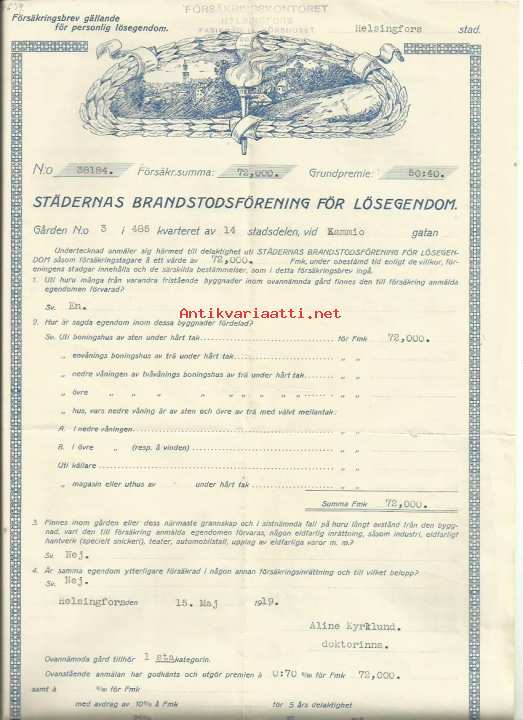 Försäkringsbrev gällande
för personlig lösegendom.
FÖRSÄKRINGSKONTORET
HELSINGFORS
Helsingfors stad.
N:o 38184. Försäkr.summa: 72,000. Grundpremie: 50:40.
STÄDERNAS BRANDSTODSFÖRENING FÖR LÖSEGENDOM.
Gården N:o 3 i 485 kvarteret av 14 stadsdelen, vid Kammio gatan
Undertecknad anmäler sig härmed till delaktighet uti STÄDERNAS BRANDSTODSFÖRENING FÖR LÖSEGEN-
DOM såsom försäkringstagare å ett värde av 72,000. Fmk, under obestånd tid enligt de villkor, för-
eningens stadgar innehålla och de särskilda bestämmelser, som i detta försäkringsbrev ingå.
1. Uti huru många från varandra fristående byggnader inom ovannämnda gård finnes den till försäkring anmälda
egendomen förvarad?
Sv. En.
Antikvariaatti.net
2. Hur är sagda egendom inom dessa byggnader fördelad?
Sv. Uti boningshus av sten under hårt tak för Fmk 72,000.
„ envånings boningshus av trä under hårt tak „ „
„ nedre våningen av tvåvånings boningshus av trä under hårt tak „ „
„ övre „ „ „ „ „ „ „ „ „ „
„ hus, vars nedre våning är av sten och övre av trä med välvt mellantak:
A. I nedre våningen „ „
B. I övre „ (resp. å vinden) „ „
Uti källare „ „
„ magasin eller uthus av under hårt tak „ „
Summa Fmk 72,000.
3. Finnes inom gården eller dess närmaste grannskap och i sistnämnda fall på huru långt avstånd från den bygg-
nad, vari den till försäkring anmälda egendomen förvaras, någon eldfarlig inrättning, såsom industri, eldfarligt
hantverk (speciellt snickeri), teater, automobilstall, upplag av eldfarliga varor m. m.?
Sv. Nej.
4. Är samma egendom ytterligare försäkrad i någon annan försäkringsinrättning och till vilket belopp?
Sv. Nej.
Helsingfors den 15. Maj 1919.
Aline Kyrklund.
doktorinna.
Ovannämnda gård tillhör 1 sta kategorin.
Ovanstående anmälan har godkänts och utgör premien à 0:70 ‰ för Fmk 72,000.
samt à ‰ för Fmk
med avdrag av 10% å Fmk för 5 års delaktighet